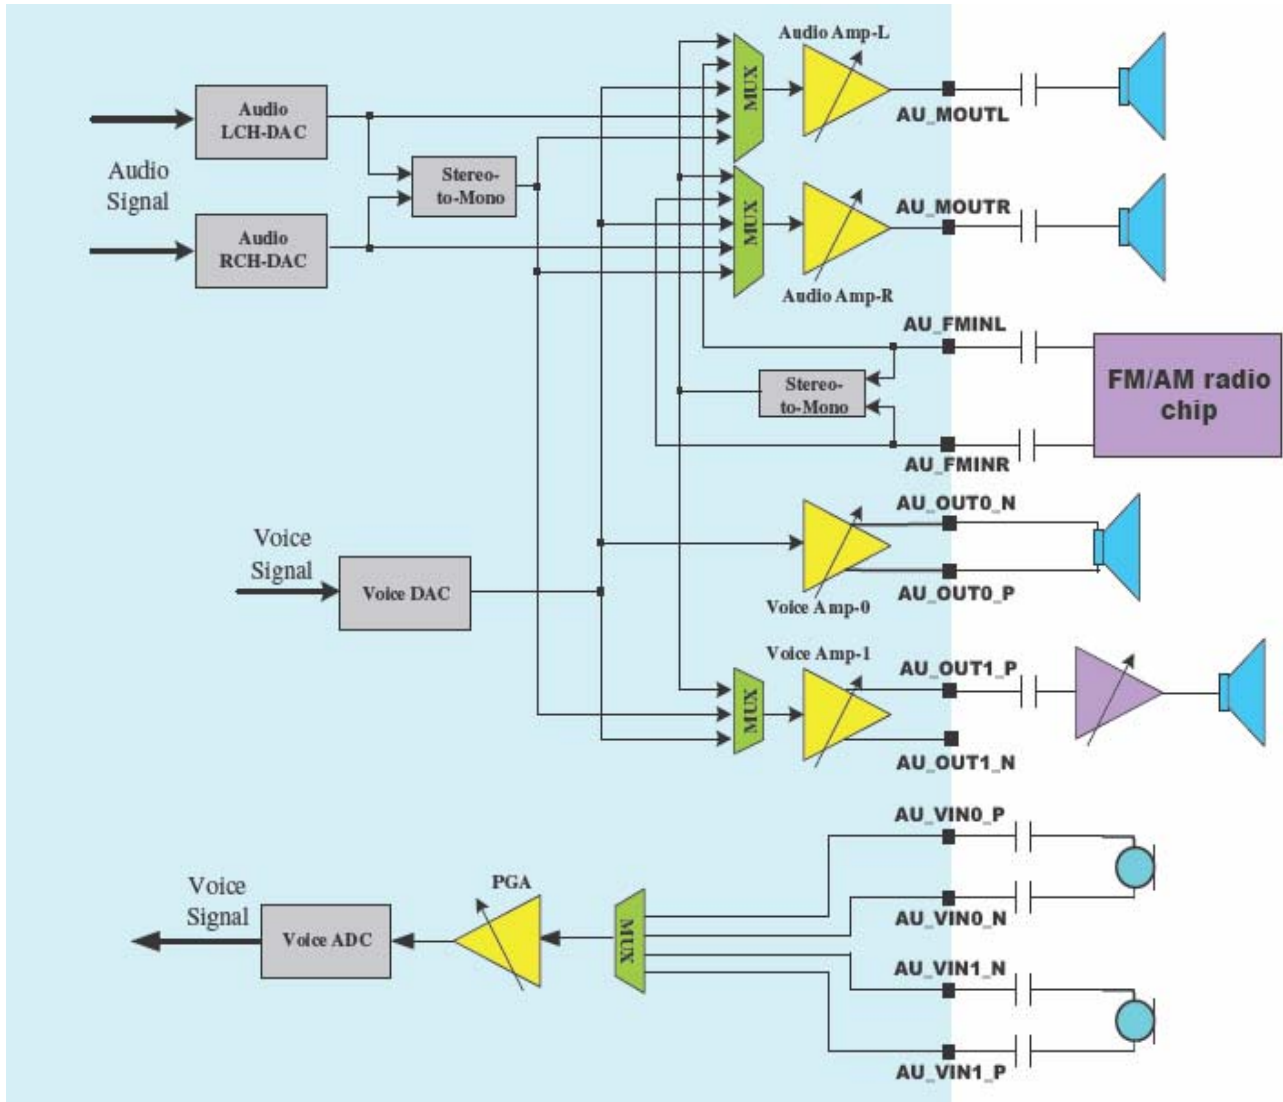 Audio Amp-L
MUX
AU_MOUTL
Audio
LCH-DAC
Audio
Signal
Stereo-
to-Mono
Audio
RCH-DAC
MUX
AU_MOUTR
Audio Amp-R
AU_FMINL
Stereo-
to-Mono
FM/AM radio
chip
AU_FMINR
AU_OUT0_N
Voice
Signal
Voice DAC
AU_OUT0_P
Voice Amp-0
Voice Amp-1
AU_OUT1_P
MUX
AU_OUT1_N
AU_VIN0_P
PGA
Voice
Signal
Voice ADC
MUX
AU_VIN0_N
AU_VIN1_N
AU_VIN1_P